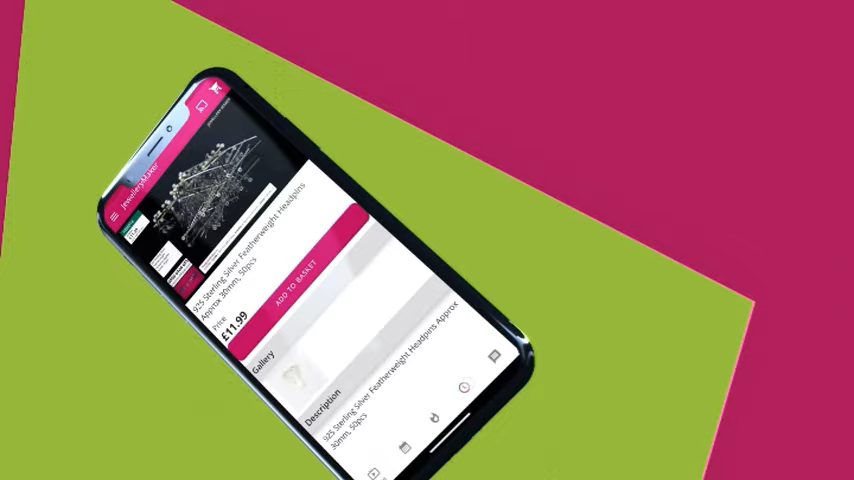 JewelleryMaker
925 Sterling Silver Featherweight Headpins
Approx 30mm, 50pcs
Price
£11.99
ADD TO BASKET
Gallery
Description
925 Sterling Silver Featherweight Headpins Approx
30mm, 50pcs